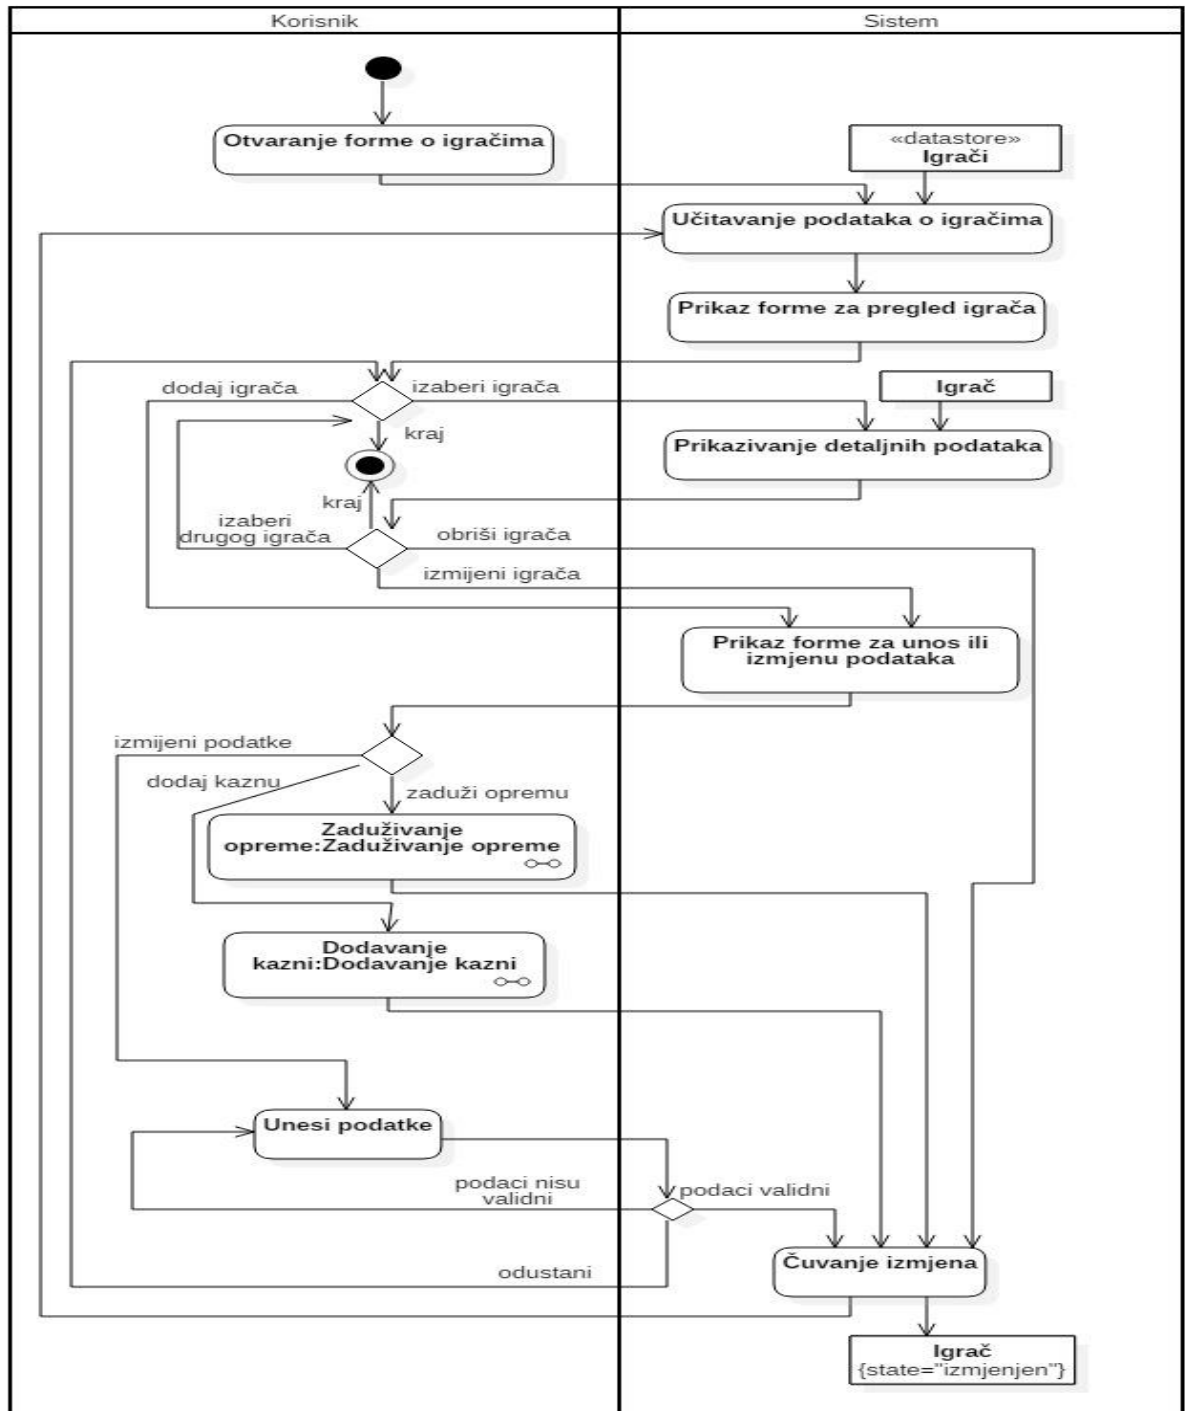 Korisnik
Sistem
Otvaranje forme o igračima
«datastore»
Igrači
Učitavanje podataka o igračima
Prikaz forme za pregled igrača
dodaj igrača
izaberi igrača
Igrač
kraj
Prikazivanje detaljnih podataka
kraj
izaberi
drugog igrača
obriši igrača
izmijeni igrača
Prikaz forme za unos ili
izmjenu podataka
izmijeni podatke
dodaj kaznu
zaduži opremu
Zaduživanje
opreme:Zaduživanje opreme
Dodavanje
kazni:Dodavanje kazni
Unesi podatke
podaci nisu
validni
podaci validni
odustani
Čuvanje izmjena
Igrač
{state="izmjenjen"}